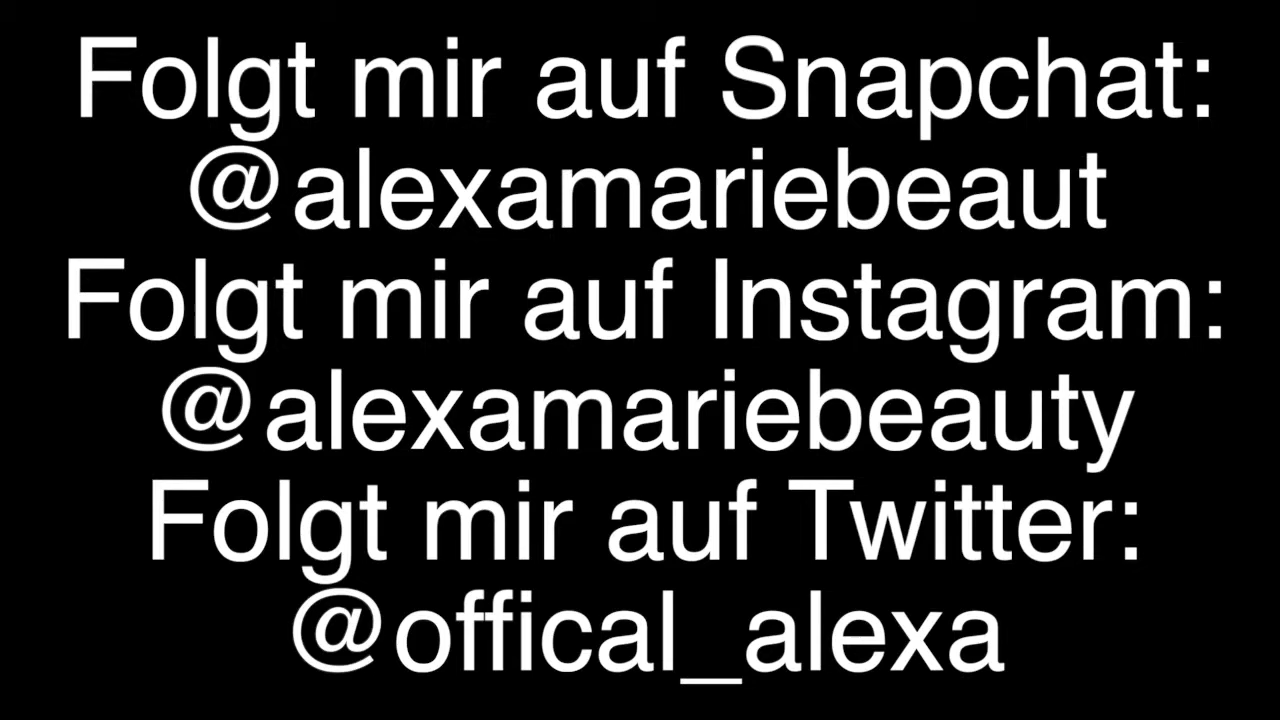 Folgt mir auf Snapchat:
@alexamariebeaut
Folgt mir auf Instagram:
@alexamariebeauty
Folgt mir auf Twitter:
@offical_alexa